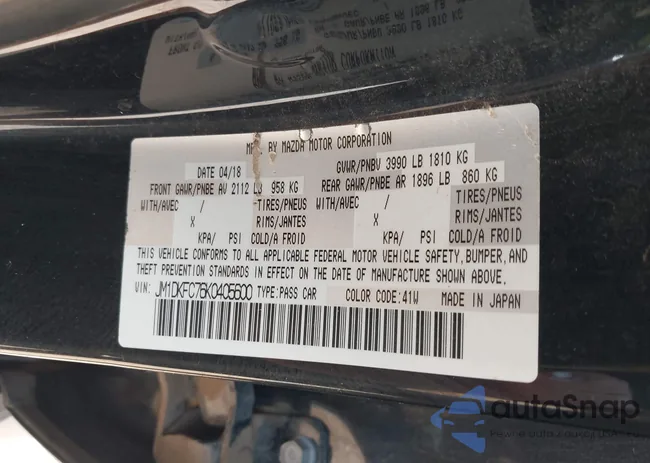 MFD. BY MAZDA MOTOR CORPORATION
DATE 04/18 GVWR/PNBV 3990 LB 1810 KG
FRONT GAWR/PNBE AV 2112 LB 958 KG REAR GAWR/PNBE AR 1896 LB 860 KG
WITH/AVEC / TIRES/PNEUS WITH/AVEC / TIRES/PNEUS
X RIMS/JANTES X RIMS/JANTES
KPA/ PSI COLD/A FROID KPA/ PSI COLD/A FROID
THIS VEHICLE CONFORMS TO ALL APPLICABLE FEDERAL MOTOR VEHICLE SAFETY, BUMPER, AND
THEFT PREVENTION STANDARDS IN EFFECT ON THE DATE OF MANUFACTURE SHOWN ABOVE.
VIN: JM1DKFC76K0405600 TYPE:PASS CAR COLOR CODE:41W MADE IN JAPAN
autaSnap